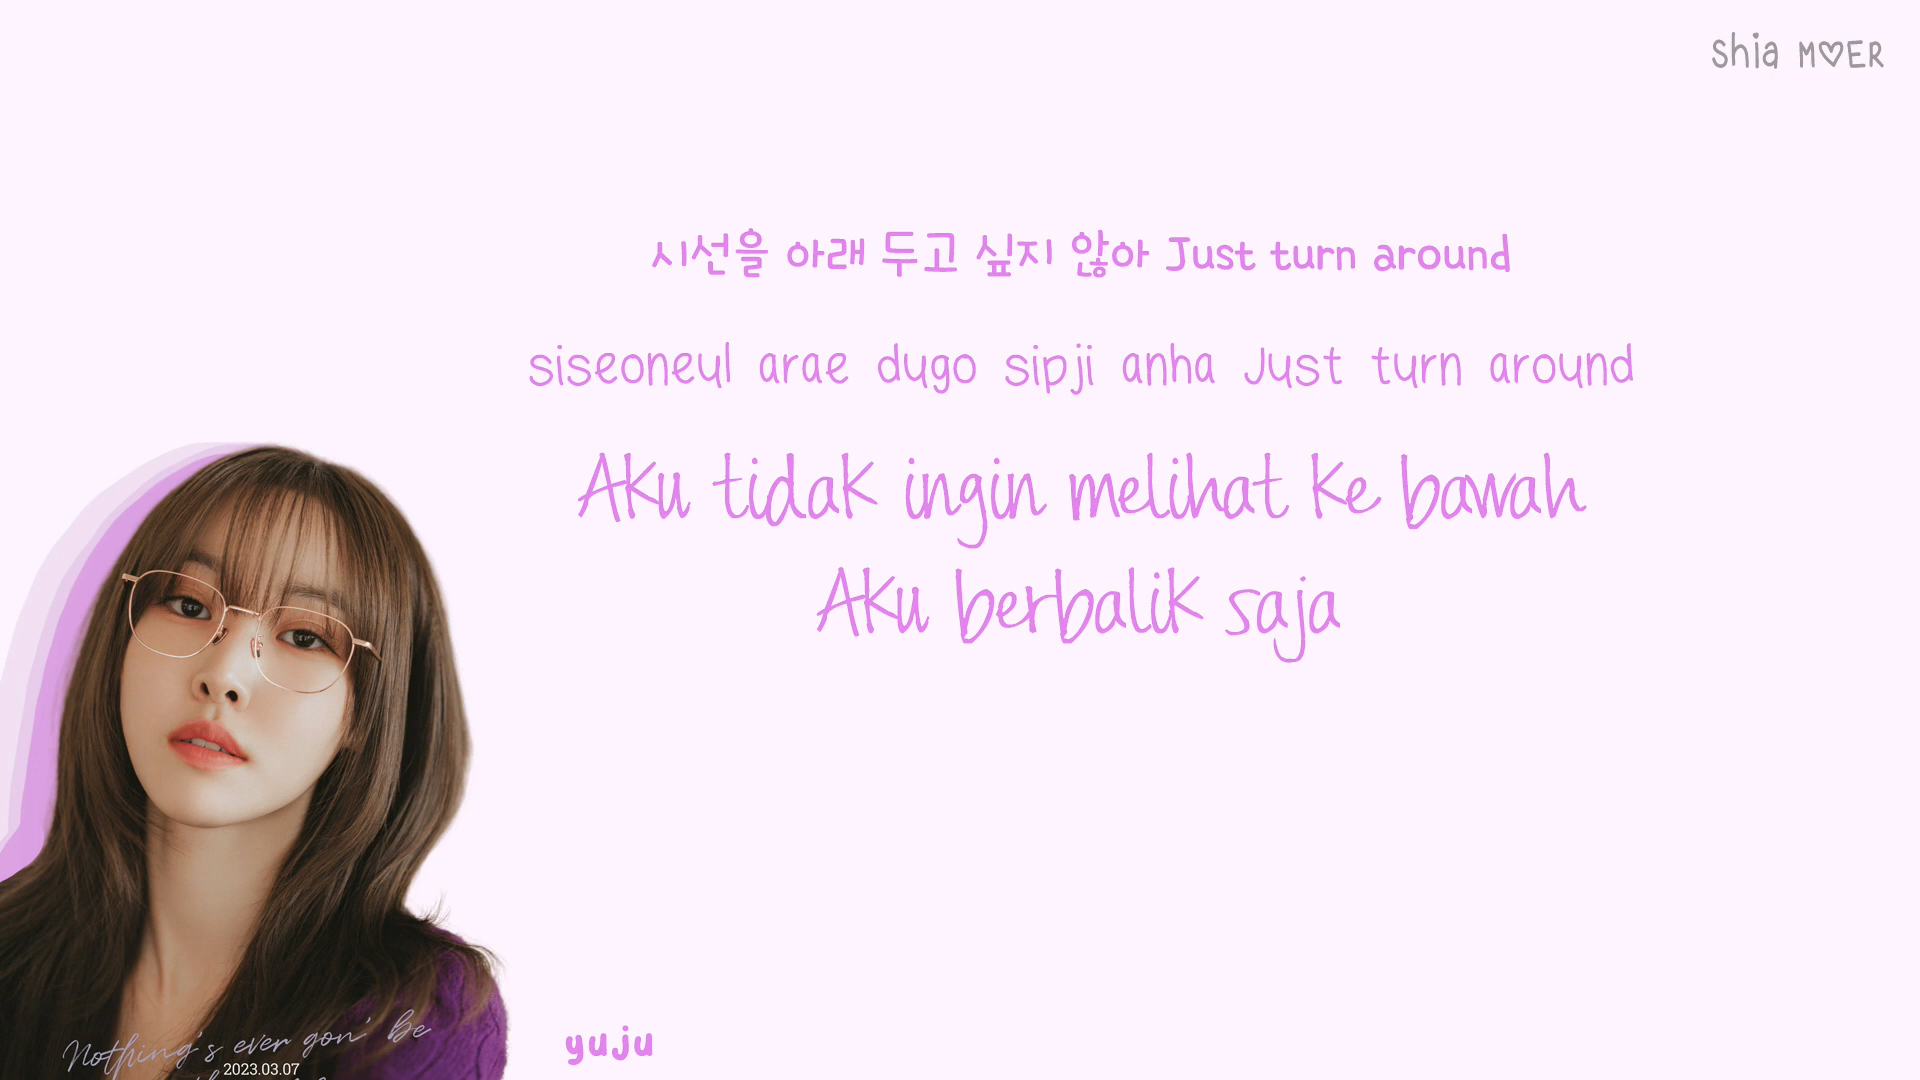 Shia M♡ER
시선을 아래 두고 싶지 않아 Just turn around
siseoneul arae dugo sipji anha Just turn around
Aku tidak ingin melihat ke bawah
Aku berbalik saja
Nothing's ever gon' be
2023.03.07
yuju